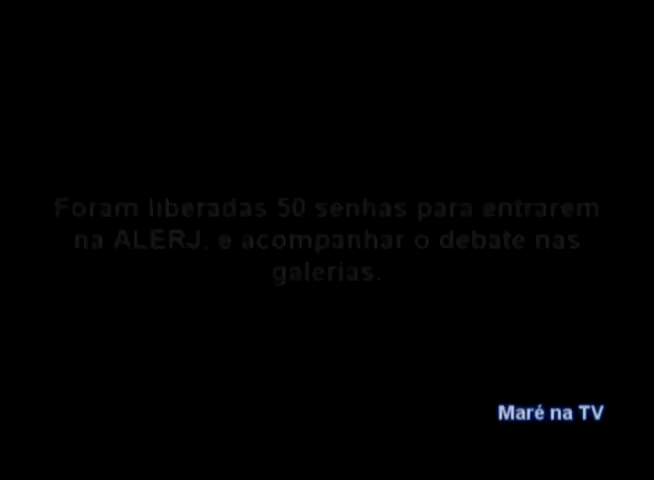 Foram liberadas 50 senhas para entrarem
na ALERJ, e acompanhar o debate nas
galerias.
Maré na TV